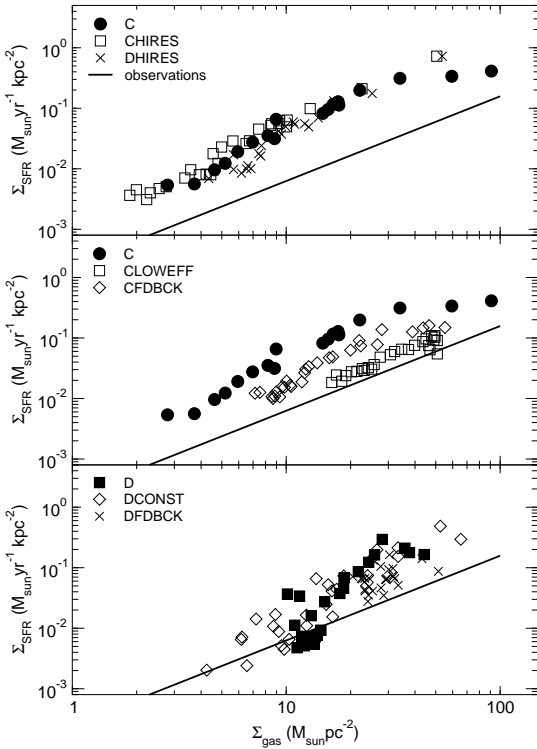 C
CHIRES
DHIRES
observations
10^0
10^-1
10^-2
10^-3
Σ_SFR (M_sun yr^-1 kpc^-2)
C
CLOWEFF
CFDBCK
10^0
10^-1
10^-2
10^-3
Σ_SFR (M_sun yr^-1 kpc^-2)
D
DCONST
DFDBCK
10^0
10^-1
10^-2
10^-3
Σ_SFR (M_sun yr^-1 kpc^-2)
1 10 100
Σ_gas (M_sun pc^-2)